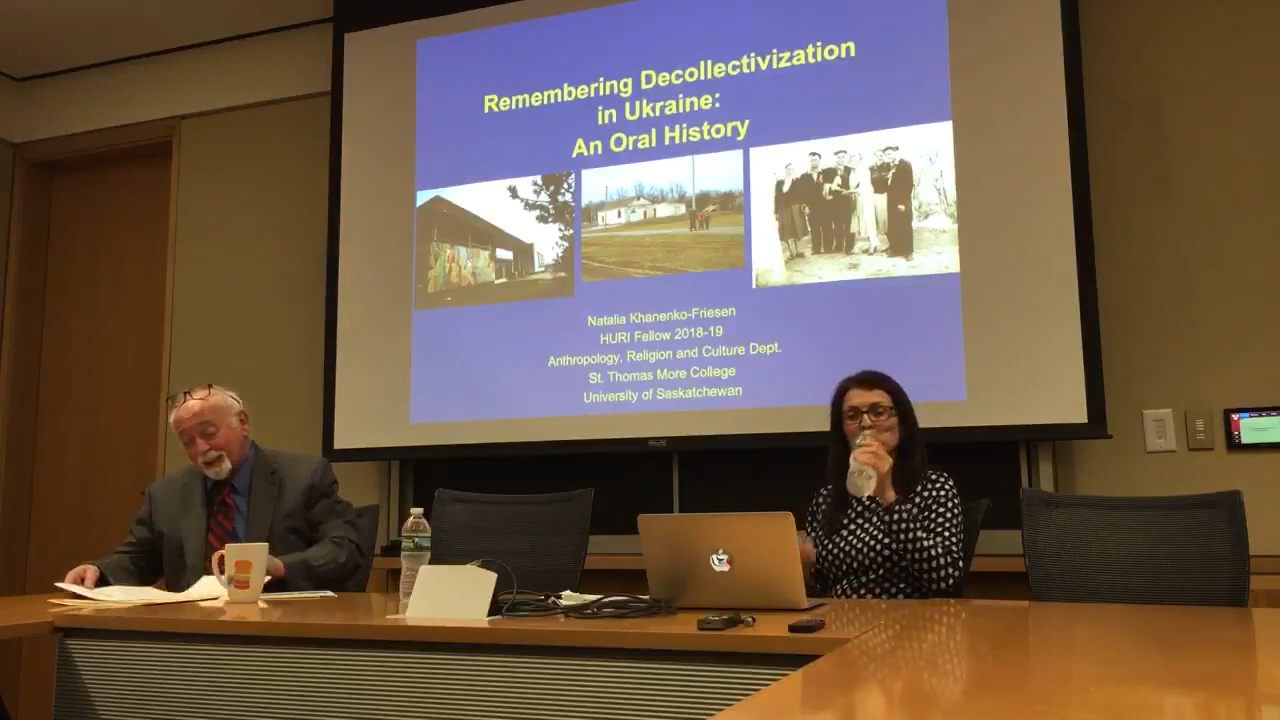 Remembering Decollectivization
in Ukraine:
An Oral History
Natalia Khanenko-Friesen
HURI Fellow 2018-19
Anthropology, Religion and Culture Dept.
St. Thomas More College
University of Saskatchewan